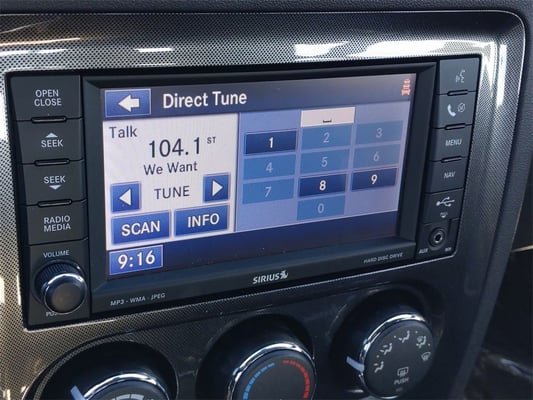 OPEN
CLOSE
SEEK
SEEK
RADIO
MEDIA
VOLUME
PUSH
Direct Tune
Talk
104.1 ST
We Want
TUNE
SCAN INFO
9:16
1 2 3
4 5 6
7 8 9
0
MENU
NAV
AUX
SIRIUS
MP3 - WMA - JPEG
HARD DISC DRIVE
PUSH